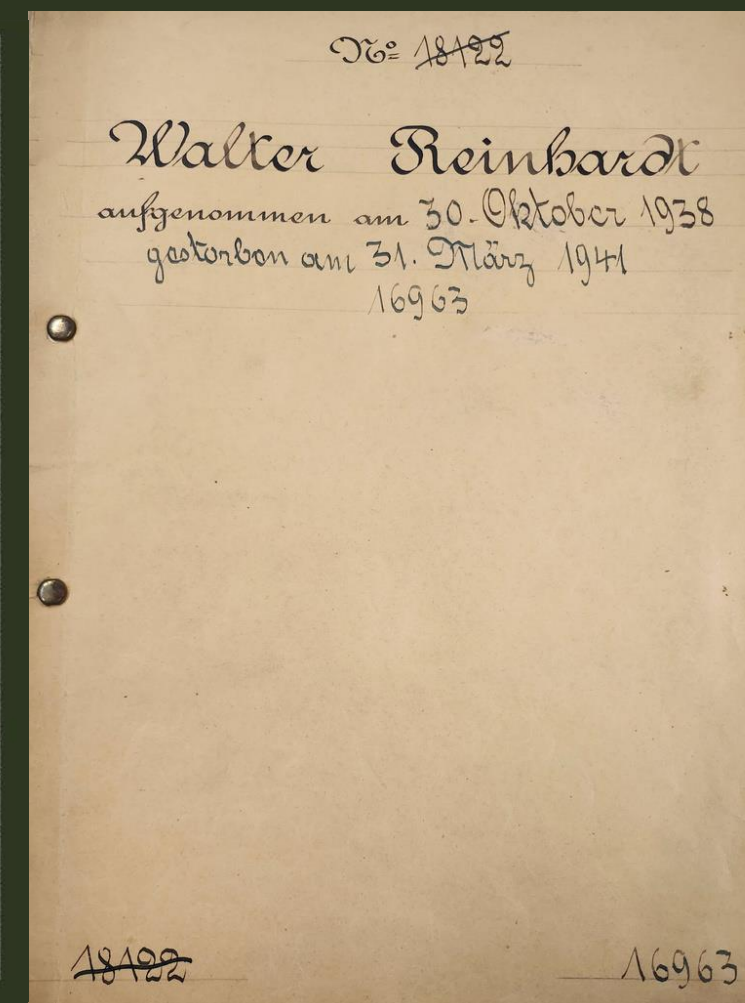 Nº 18122
Walter Reinhardt
aufgenommen am 30. Oktober 1938
gestorben am 31. März 1941
16963
18122
16963